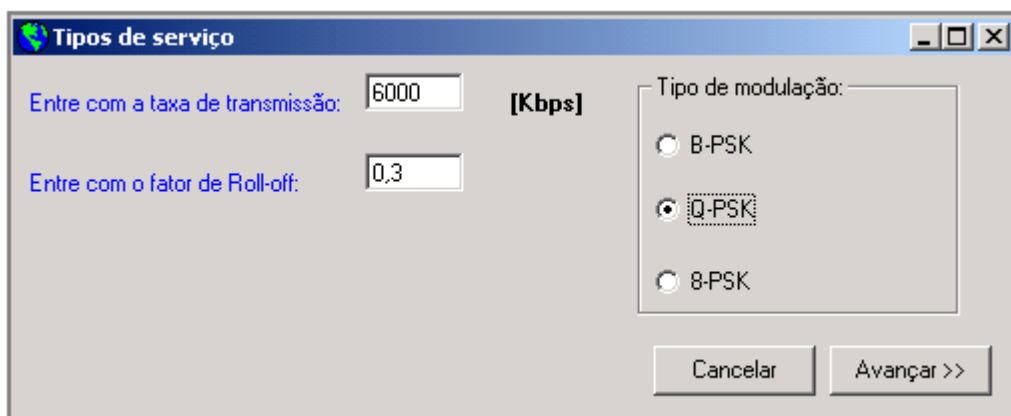 Tipos de serviço
Entre com a taxa de transmissão: 6000 [Kbps]
Entre com o fator de Roll-off: 0,3
Tipo de modulação:
B-PSK
Q-PSK
8-PSK
Cancelar Avançar >>